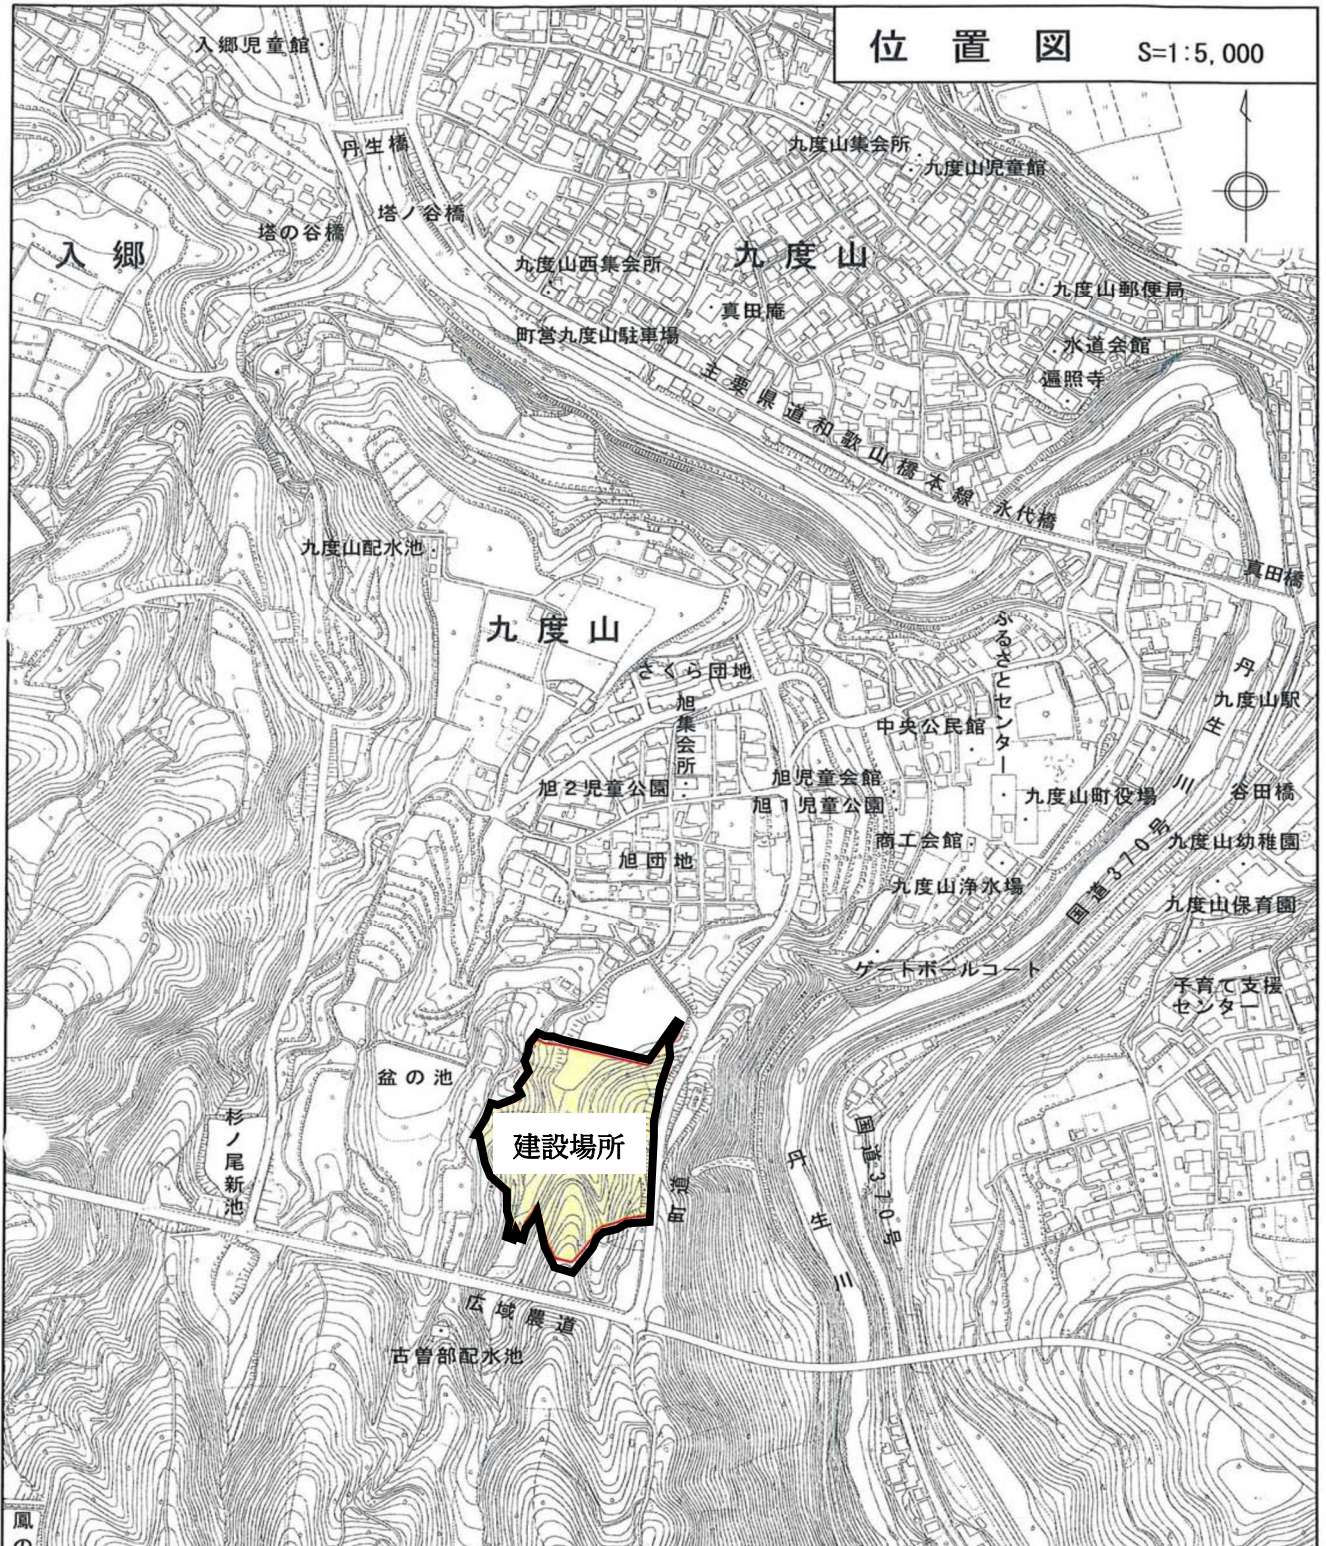 位置図 S=1:5,000
入郷児童館
丹生橋
九度山集会所
九度山児童館
塔ノ谷橋
塔の谷橋
入郷
九度山西集会所
九度山
九度山郵便局
真田庵
町営九度山駐車場
水道会館
遍照寺
主要県道和歌山橋本線
永代橋
九度山配水池
真田橋
九度山
ふるさとセンター
さくら団地
丹生川
九度山駅
旭集会所
中央公民館
旭児童会館
旭2児童公園
旭1児童公園
九度山町役場
谷田橋
商工会館
九度山幼稚園
旭団地
国道370号
九度山浄水場
九度山保育園
ゲートボールコート
子育て支援
センター
盆の池
杉ノ尾新池
建設場所
国道370号
丹生川
町道
広域農道
古曽部配水池
鳳の